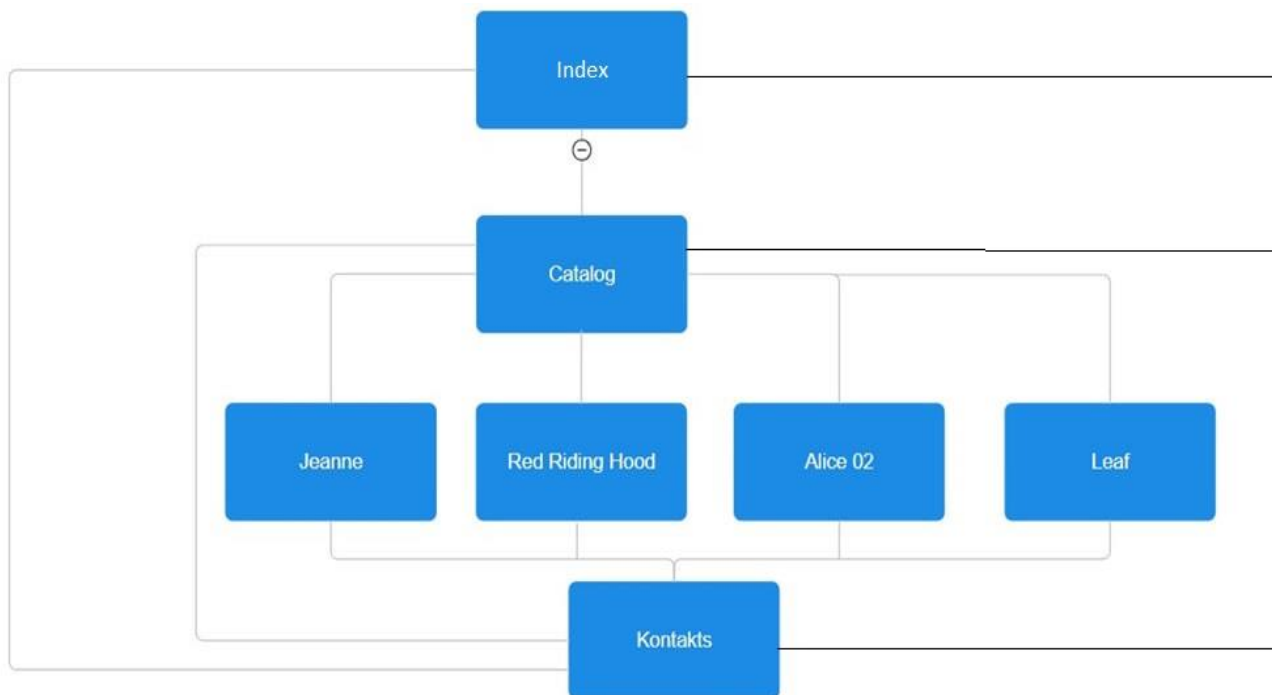 Index
Catalog
Jeanne
Red Riding Hood
Alice 02
Leaf
Kontakts